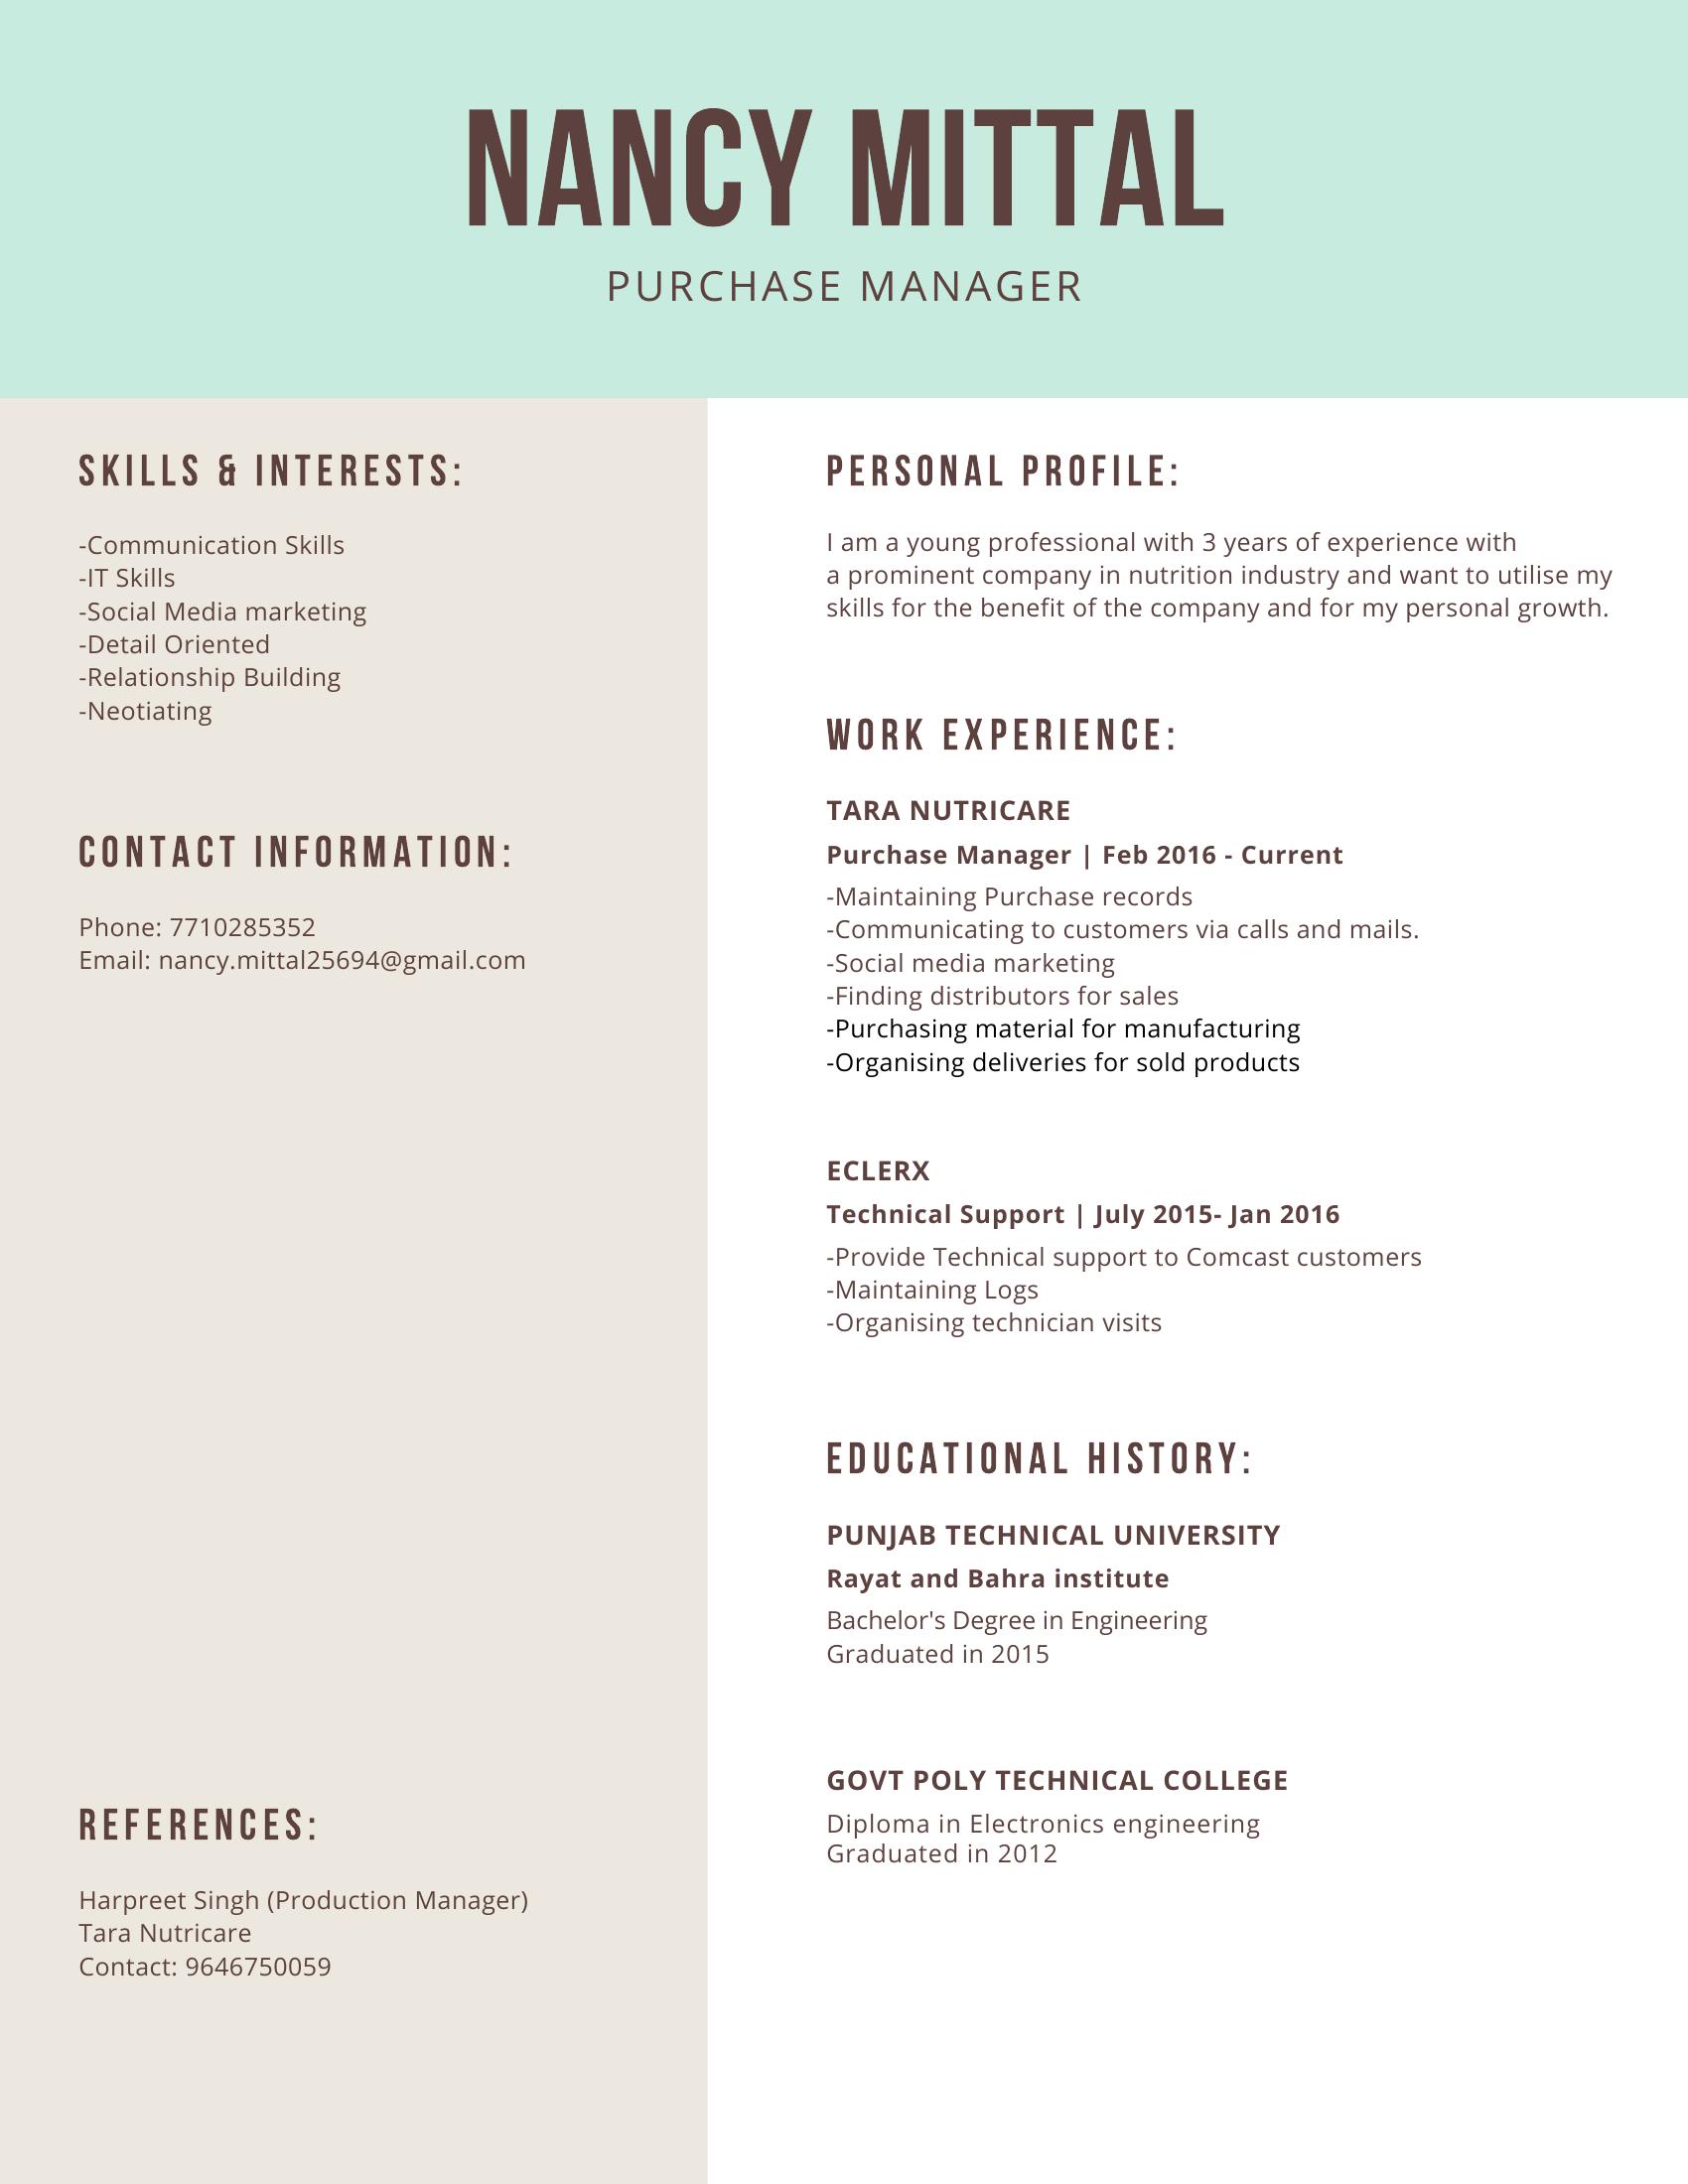 NANCY MITTAL
PURCHASE MANAGER
SKILLS & INTERESTS:
-Communication Skills
-IT Skills
-Social Media marketing
-Detail Oriented
-Relationship Building
-Neotiating
CONTACT INFORMATION:
Phone: 7710285352
Email: nancy.mittal25694@gmail.com
REFERENCES:
Harpreet Singh (Production Manager)
Tara Nutricare
Contact: 9646750059
PERSONAL PROFILE:
I am a young professional with 3 years of experience with
a prominent company in nutrition industry and want to utilise my
skills for the benefit of the company and for my personal growth.
WORK EXPERIENCE:
TARA NUTRICARE
Purchase Manager | Feb 2016 - Current
-Maintaining Purchase records
-Communicating to customers via calls and mails.
-Social media marketing
-Finding distributors for sales
-Purchasing material for manufacturing
-Organising deliveries for sold products
ECLERX
Technical Support | July 2015- Jan 2016
-Provide Technical support to Comcast customers
-Maintaining Logs
-Organising technician visits
EDUCATIONAL HISTORY:
PUNJAB TECHNICAL UNIVERSITY
Rayat and Bahra institute
Bachelor's Degree in Engineering
Graduated in 2015
GOVT POLY TECHNICAL COLLEGE
Diploma in Electronics engineering
Graduated in 2012